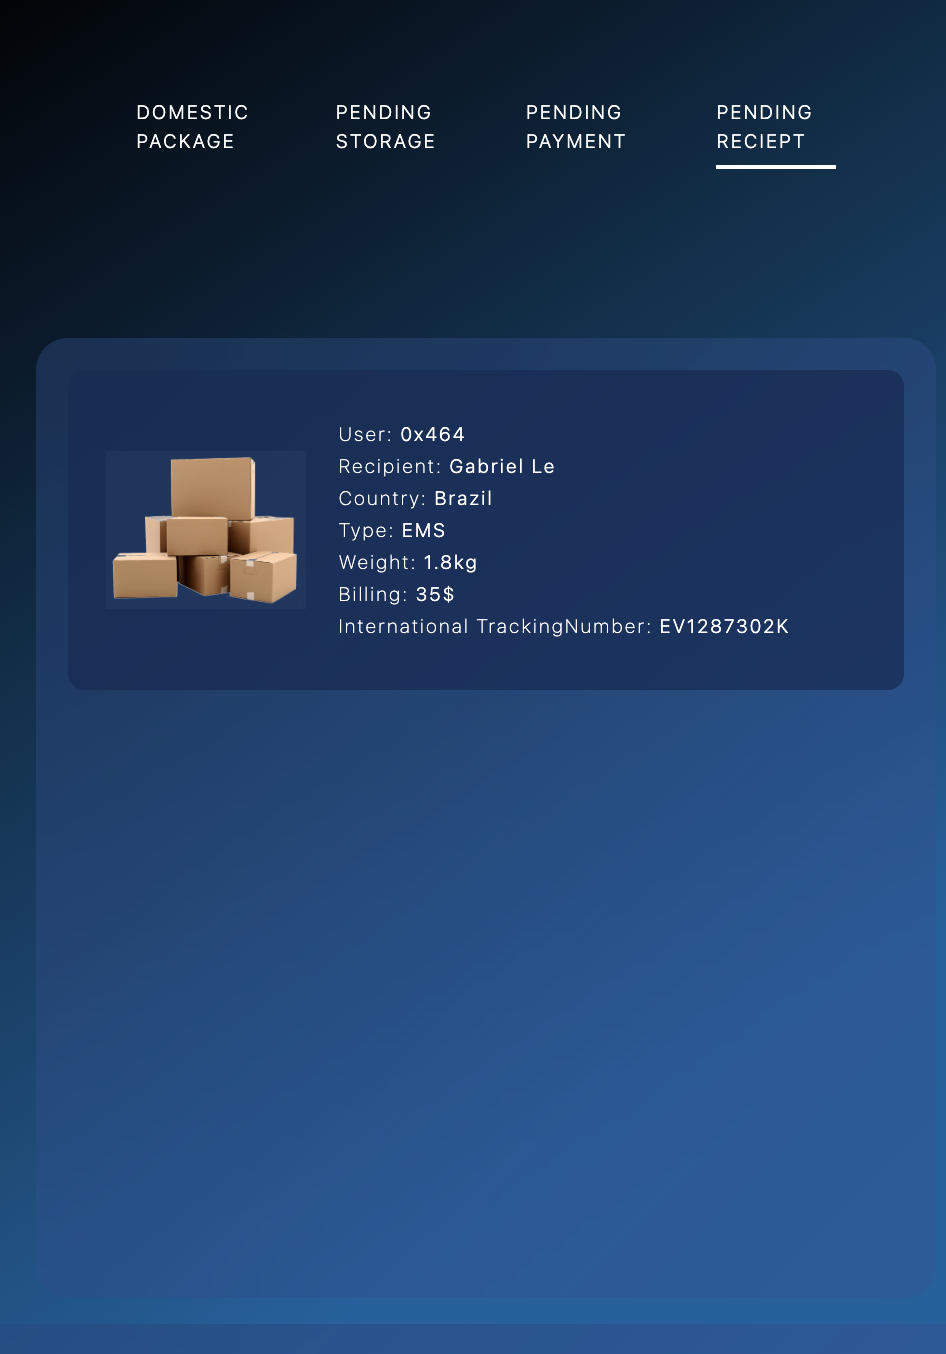 DOMESTIC
PACKAGE
PENDING
STORAGE
PENDING
PAYMENT
PENDING
RECIEPT
User: 0x464
Recipient: Gabriel Le
Country: Brazil
Type: EMS
Weight: 1.8kg
Billing: 35$
International TrackingNumber: EV1287302K